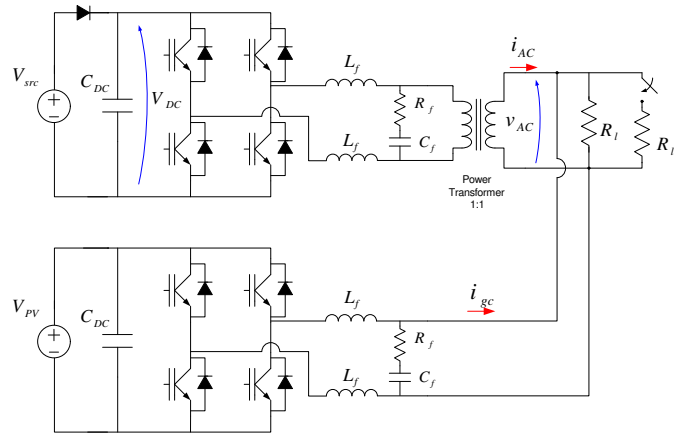 V_src
C_DC
V_DC
L_f
R_f
C_f
L_f
Power
Transformer
1:1
i_AC
v_AC
R_l
R_l
V_PV
C_DC
L_f
i_gc
R_f
C_f
L_f